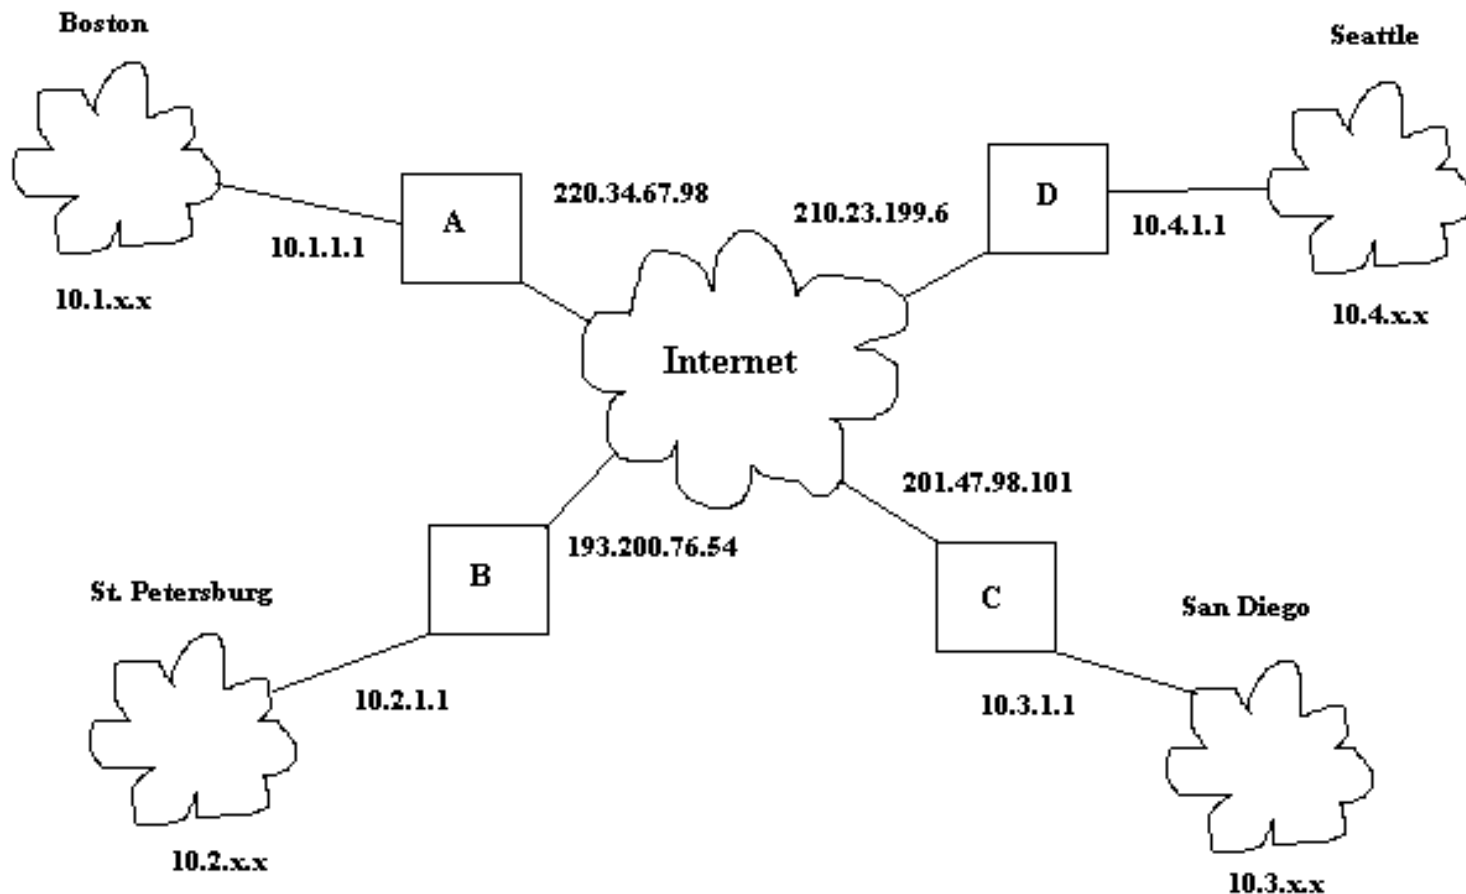 Boston
Seattle
220.34.67.98
210.23.199.6
A
D
10.1.1.1
10.4.1.1
10.1.x.x
10.4.x.x
Internet
201.47.98.101
193.200.76.54
B
C
St. Petersburg
San Diego
10.2.1.1
10.3.1.1
10.2.x.x
10.3.x.x